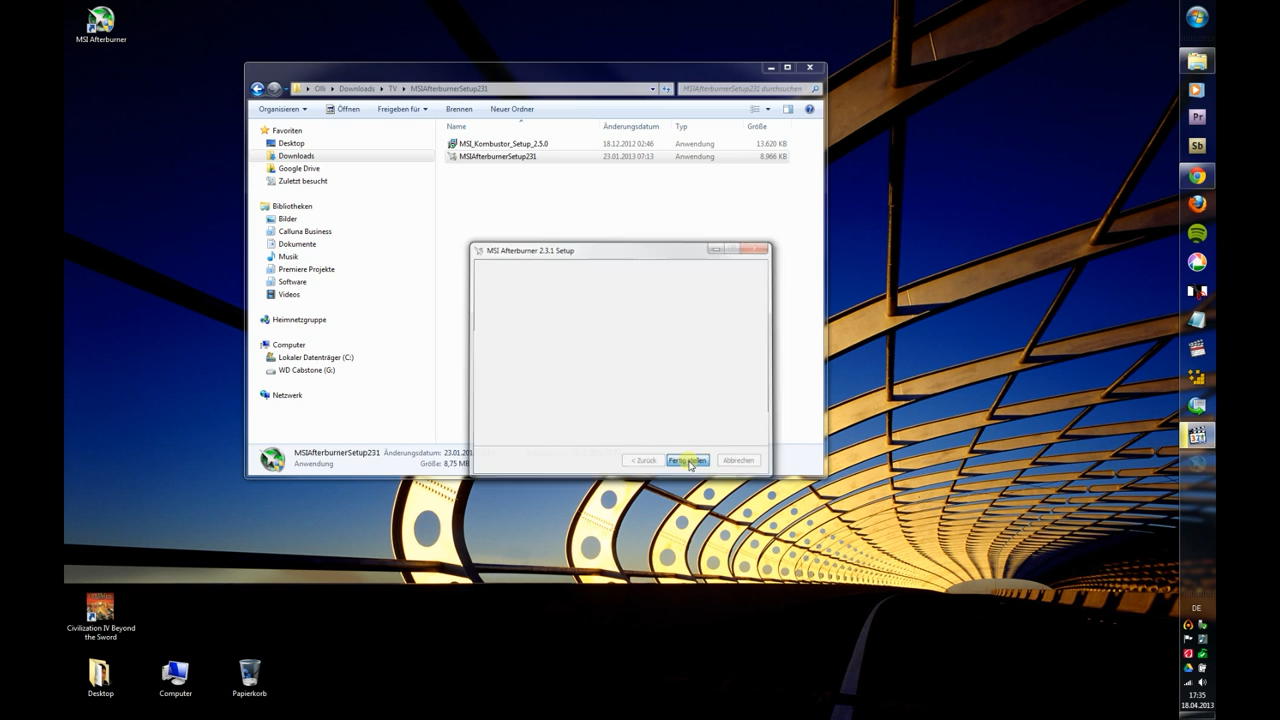 MSI Afterburner
Olli Downloads TV MSIAfterburnerSetup231
MSIAfterburnerSetup231 durchsuchen
Organisieren Öffnen Freigeben für Brennen Neuer Ordner
Name Änderungsdatum Typ Größe
MSI_Kombustor_Setup_2.5.0 18.12.2012 02:46 Anwendung 13.620 KB
MSIAfterburnerSetup231 23.01.2013 07:13 Anwendung 8.966 KB
Favoriten
Desktop
Downloads
Google Drive
Zuletzt besucht
Bibliotheken
Bilder
Calluna Business
Dokumente
Musik
Premiere Projekte
Software
Videos
Heimnetzgruppe
Computer
Lokaler Datenträger (C:)
WD Cabstone (G:)
Netzwerk
MSI Afterburner 2.3.1 Setup
< Zurück Fertig stellen Abbrechen
MSIAfterburnerSetup231 Änderungsdatum: 23.01.201
Anwendung Größe: 8,75 MB
Civilization IV Beyond
the Sword
Desktop
Computer
Papierkorb
Pr
Sb
321
DE
17:35
18.04.2013